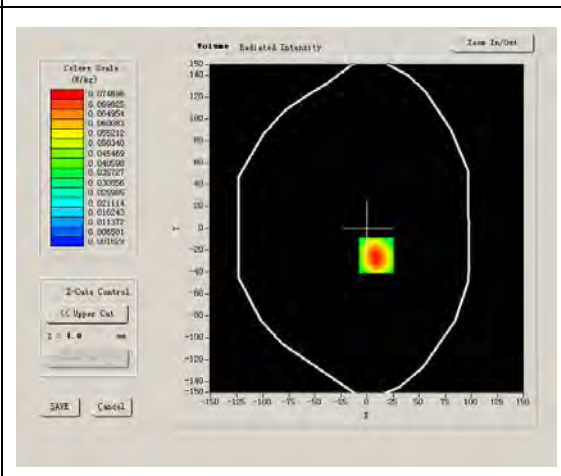 Volume Radiated Intensity
Zoom In/Out
Colors Scale
(W/kg)
0.074696
0.069825
0.064954
0.060083
0.055212
0.050340
0.045469
0.040598
0.035727
0.030856
0.025985
0.021114
0.016243
0.011372
0.006501
0.001629
Z-Cuts Control
<< Upper Cut
Z = 4.0 mm
SAVE
Cancel
150
140
120
100
80
60
40
20
0
-20
-40
-60
-80
-100
-120
-140
-150
Y
-150 -125 -100 -75 -50 -25 0 25 50 75 100 125 150
X